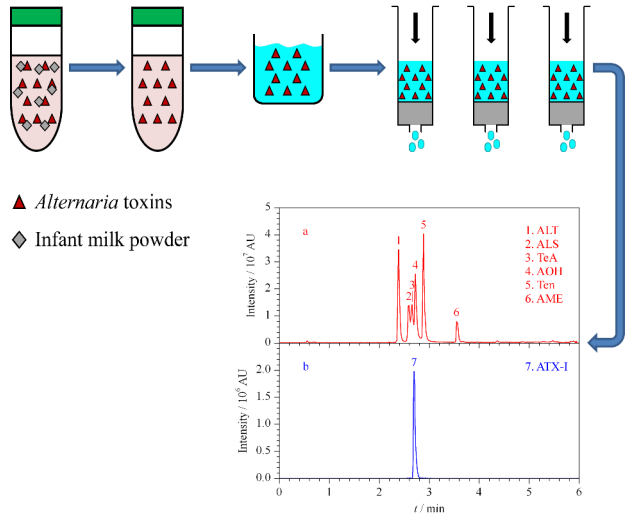 Alternaria toxins
Infant milk powder
Intensity / 10⁷ AU
5
4
3
2
1
0
a
1
2
3
4
5
6
1. ALT
2. ALS
3. TeA
4. AOH
5. Ten
6. AME
Intensity / 10⁶ AU
2.0
1.5
1.0
0.5
0.0
b
7
7. ATX-I
0 1 2 3 4 5 6
t / min